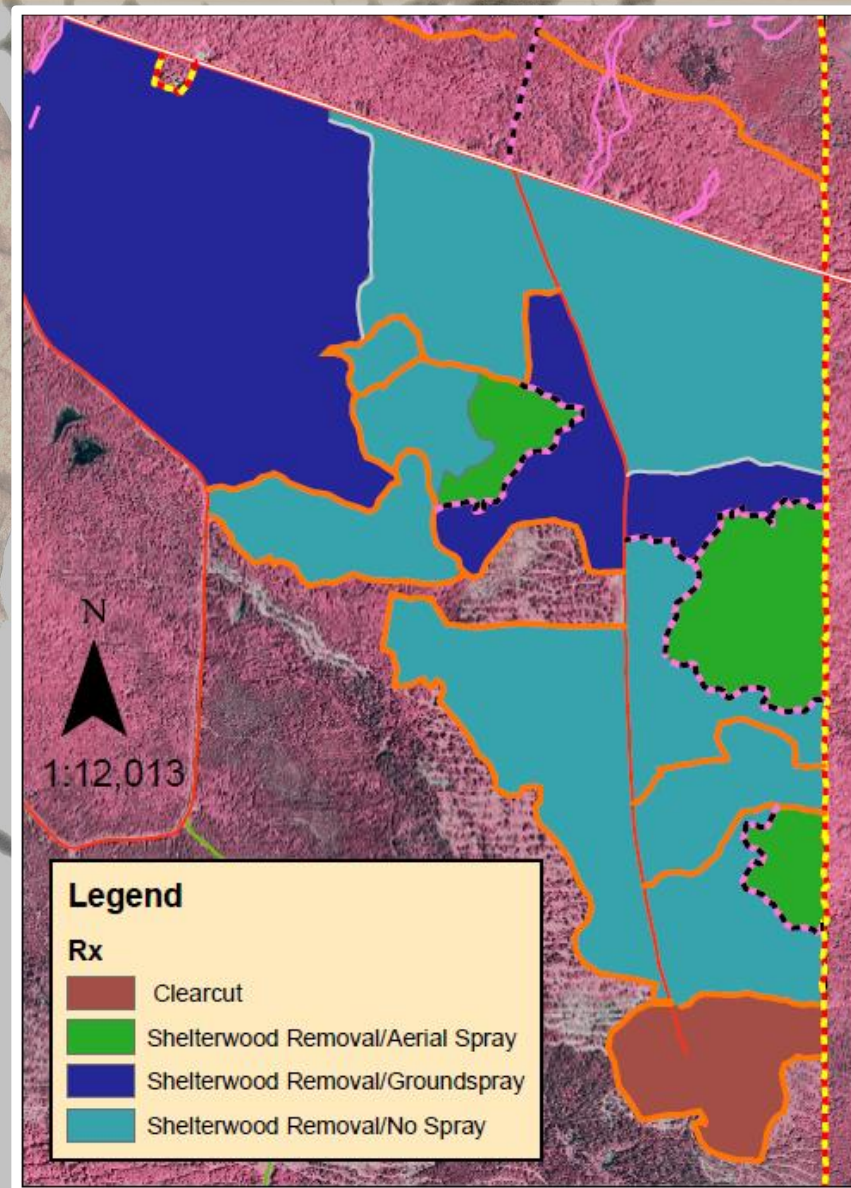 N
1:12,013
Legend
Rx
Clearcut
Shelterwood Removal/Aerial Spray
Shelterwood Removal/Groundspray
Shelterwood Removal/No Spray